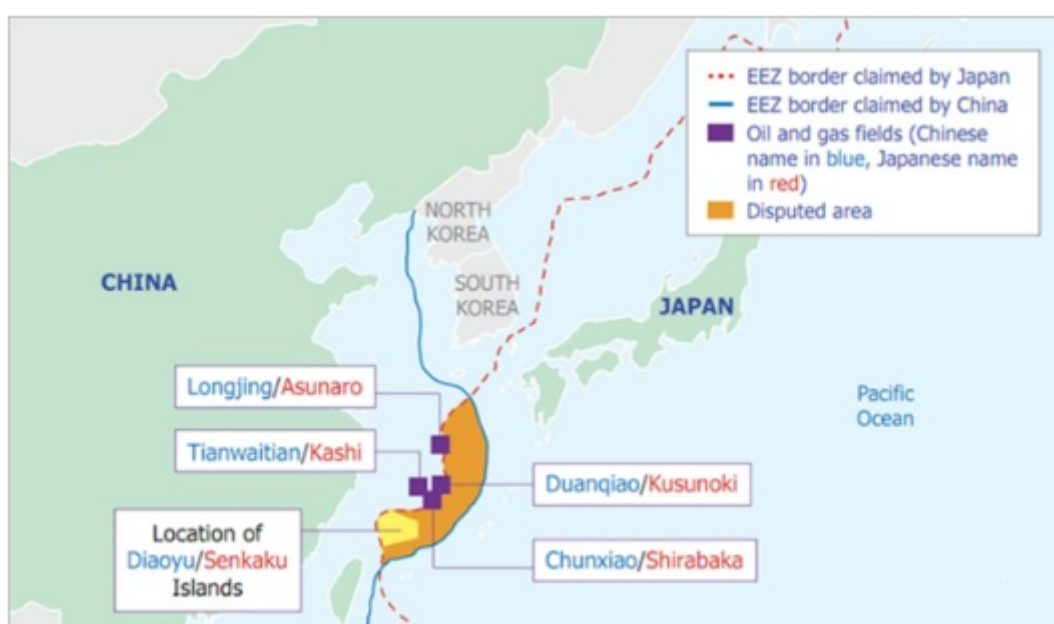 EEZ border claimed by Japan
EEZ border claimed by China
Oil and gas fields (Chinese
name in blue, Japanese name
in red)
Disputed area
NORTH
KOREA
CHINA
SOUTH
KOREA
JAPAN
Longjing/Asunaro
Pacific
Ocean
Tianwaitian/Kashi
Duanqiao/Kusunoki
Location of
Diaoyu/Senkaku
Islands
Chunxiao/Shirabaka